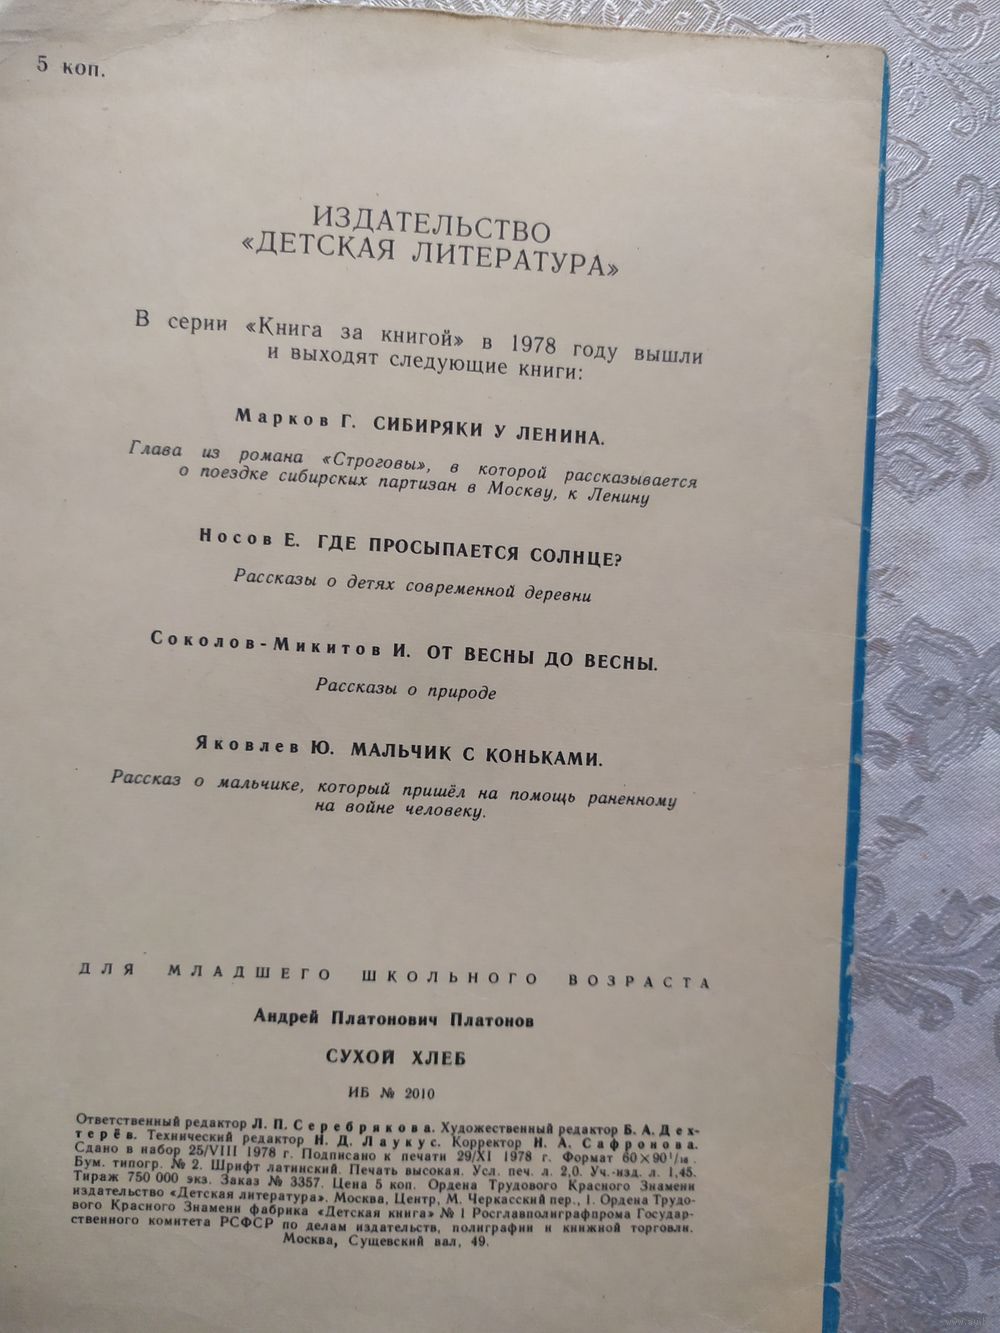 5 коп.
ИЗДАТЕЛЬСТВО
«ДЕТСКАЯ ЛИТЕРАТУРА»
В серии «Книга за книгой» в 1978 году вышли
и выходят следующие книги:
Марков Г. СИБИРЯКИ У ЛЕНИНА.
Глава из романа «Строговы», в которой рассказывается
о поездке сибирских партизан в Москву, к Ленину
Носов Е. ГДЕ ПРОСЫПАЕТСЯ СОЛНЦЕ?
Рассказы о детях современной деревни
Соколов-Микитов И. ОТ ВЕСНЫ ДО ВЕСНЫ.
Рассказы о природе
Яковлев Ю. МАЛЬЧИК С КОНЬКАМИ.
Рассказ о мальчике, который пришёл на помощь раненному
на войне человеку.
ДЛЯ МЛАДШЕГО ШКОЛЬНОГО ВОЗРАСТА
Андрей Платонович Платонов
СУХОЙ ХЛЕБ
ИБ № 2010
Ответственный редактор Л. П. Серебрякова. Художественный редактор Б. А. Дех-
терёв. Технический редактор Н. Д. Лаукус. Корректор Н. А. Сафронова.
Сдано в набор 25/VIII 1978 г. Подписано к печати 29/XI 1978 г. Формат 60×90¹/₁₆.
Бум. типогр. № 2. Шрифт латинский. Печать высокая. Усл. печ. л. 2,0. Уч.-изд. л. 1,45.
Тираж 750 000 экз. Заказ № 3357. Цена 5 коп. Ордена Трудового Красного Знамени
издательство «Детская литература». Москва, Центр, М. Черкасский пер., 1. Ордена Трудо-
вого Красного Знамени фабрика «Детская книга» № 1 Росглавполиграфпрома Государ-
ственного комитета РСФСР по делам издательств, полиграфии и книжной торговли.
Москва, Сущевский вал, 49.